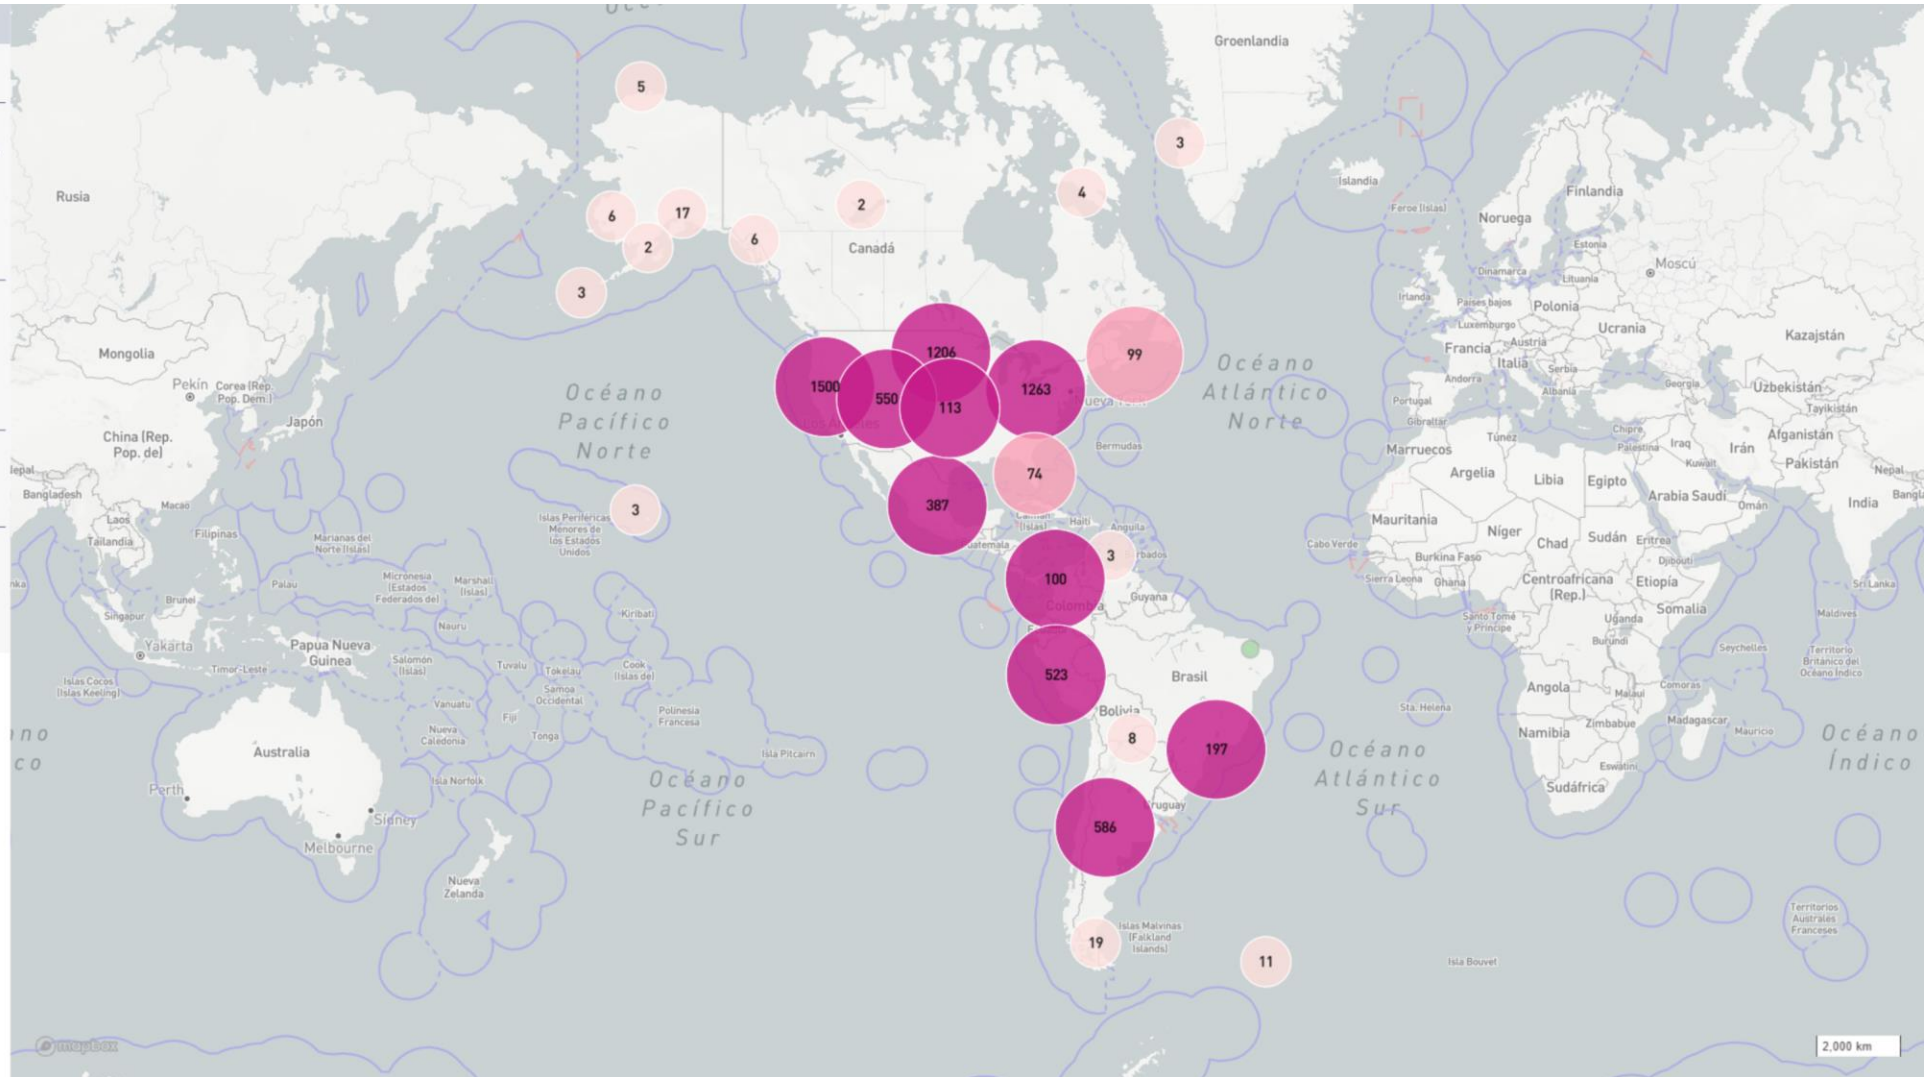 Groenlandia
5
3
Rusia
4
Islandia
Finlandia
2
6
17
Feroe (Islas)
Noruega
2
6
Canadá
Estonia
Moscú
Dinamarca
Lituania
3
Irlanda
Países bajos
Polonia
Luxemburgo
Ucrania
Kazajstán
Mongolia
1206
99
Francia
Austria
Italia
Serbia
Océano
Atlántico
Norte
Pekín
Corea (Rep.
Pop. Dem.)
1500
550
113
1263
Andorra
Albania
Georgia
Uzbekistán
Océano
Pacífico
Norte
Portugal
Tayikistán
Japón
Gibraltar
Túnez
Chipre
Palestina
Iraq
Irán
Afganistán
China (Rep.
Pop. de)
Bermudas
Marruecos
Kuwait
Pakistán
Nepal
74
Argelia
Libia
Egipto
Arabia Saudí
Omán
India
Bangladesh
Macao
387
3
Laos
Tailandia
Filipinas
Marianas del
Norte (Islas)
Islas Periféricas
Menores de
los Estados
Unidos
(Islas)
Haití
Anguila
Mauritania
Níger
Chad
Sudán
Eritrea
Cabo Verde
3
Burkina Faso
Djibouti
Palau
Micronesia
(Estados
Federados de)
Marshall
(Islas)
100
Colombia
Guyana
Sierra Leona
Ghana
Centroafricana
(Rep.)
Etiopía
Sri Lanka
Brunei
Singapur
Kiribati
Nauru
Santo Tomé
y Príncipe
Uganda
Somalia
Maldives
Yakarta
Papua Nueva
Guinea
Burundi
Seychelles
Timor-Leste
Salomón
(Islas)
Tuvalu
Tokelau
Cook
(Islas de)
523
Brasil
Territorio
Británico del
Océano Índico
Islas Cocos
(Islas Keeling)
Samoa
Occidental
Angola
Malaui
Comoras
Vanuatu
Fiji
Polinesia
Francesa
Bolivia
Sta. Helena
Zimbabue
Madagascar
Mauricio
Nueva
Caledonia
Tonga
8
197
Namibia
Océano
Índico
Australia
Isla Pitcairn
Océano
Atlántico
Sur
Eswatini
Isla Norfolk
Océano
Pacífico
Sur
Sudáfrica
Perth
Uruguay
Sidney
586
Melbourne
Nueva
Zelanda
Territorios
Australes
Franceses
19
Islas Malvinas
(Falkland
Islands)
11
Isla Bouvet
mapbox
2,000 km